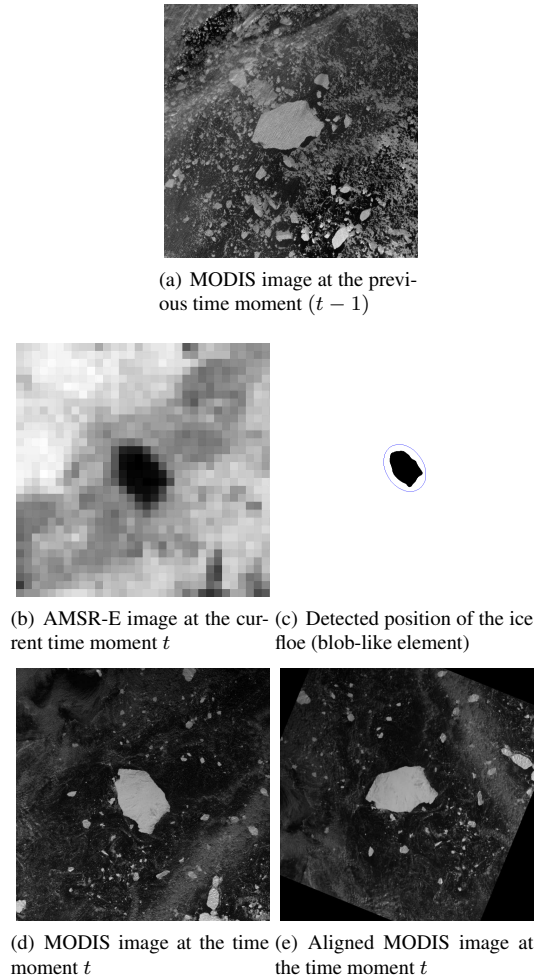 (a) MODIS image at the previ-
ous time moment (t − 1)
(b) AMSR-E image at the cur-
rent time moment t
(c) Detected position of the ice
floe (blob-like element)
(d) MODIS image at the time
moment t
(e) Aligned MODIS image at
the time moment t